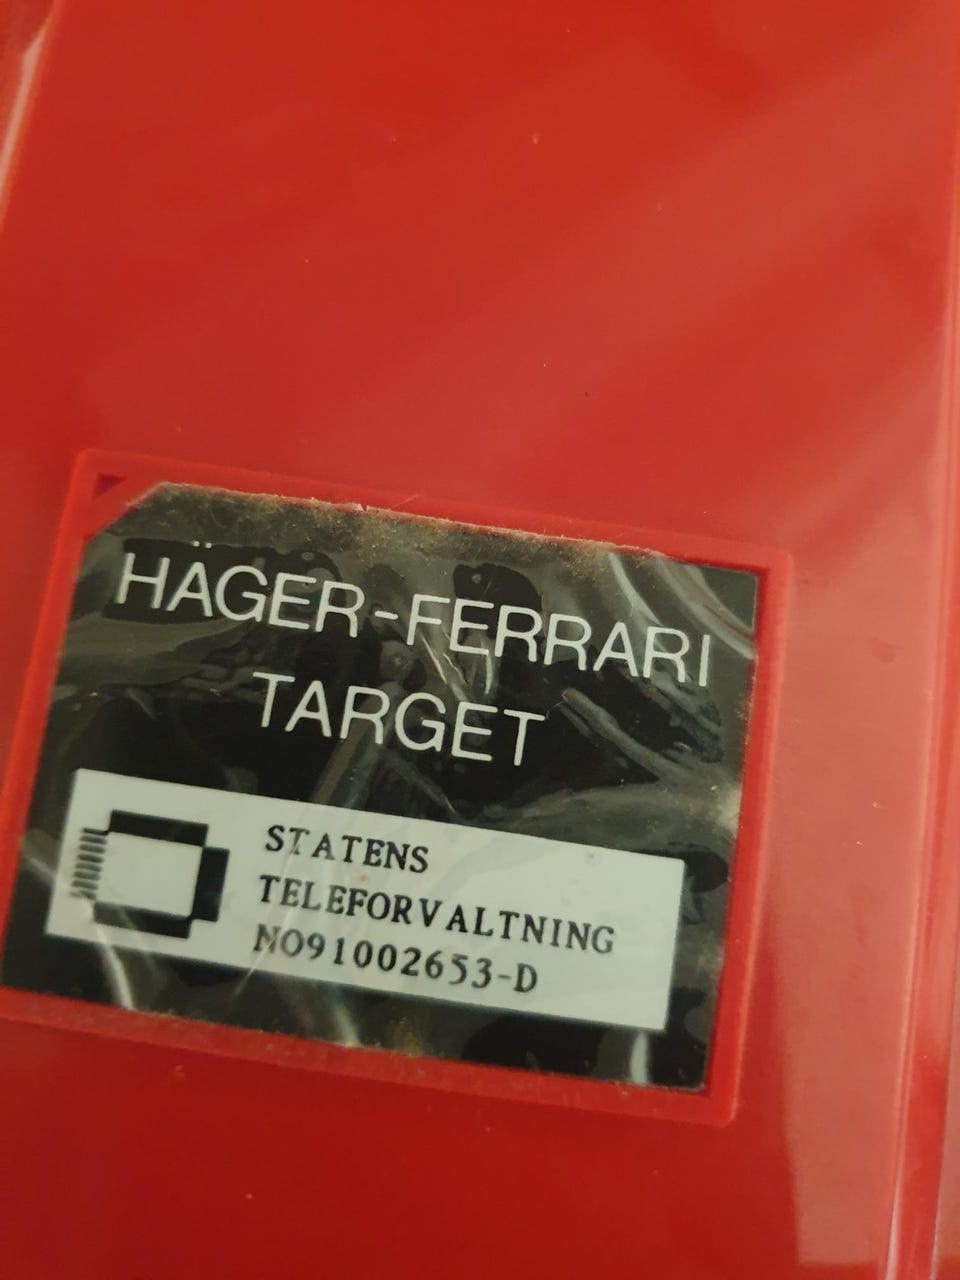 HÄGER-FERRARI
TARGET
STATENS
TELEFORVALTNING
NO91002653-D